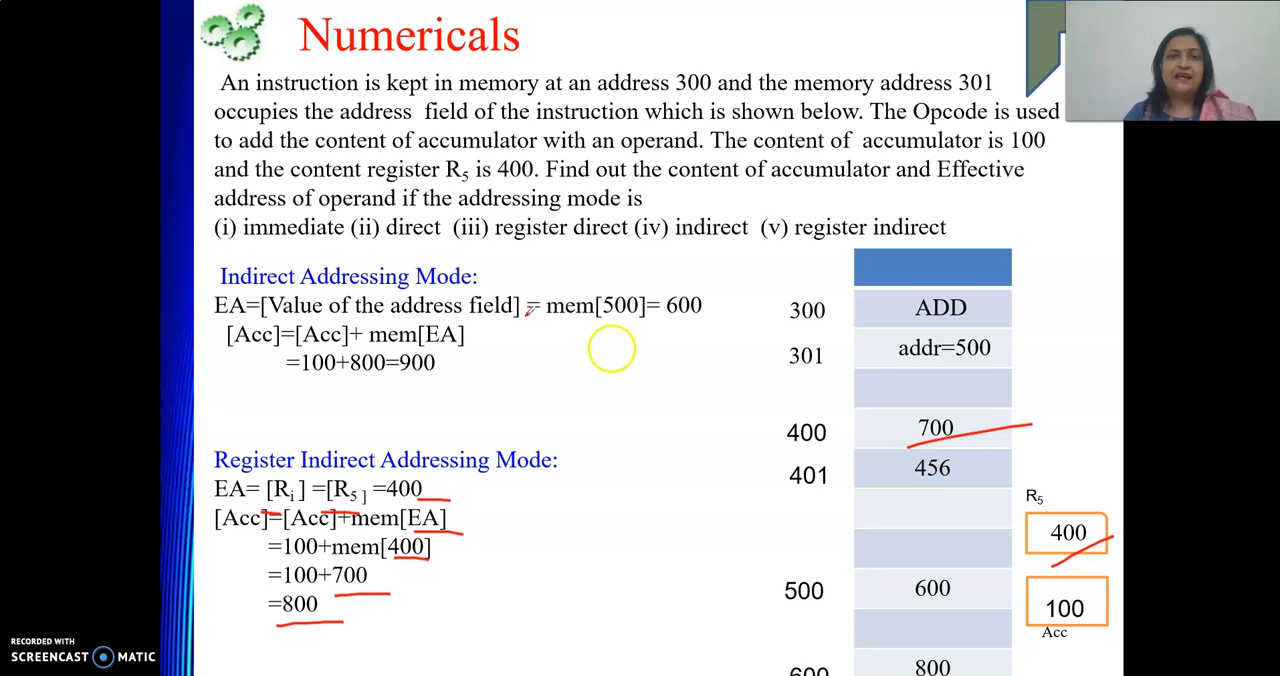 Numericals
An instruction is kept in memory at an address 300 and the memory address 301
occupies the address field of the instruction which is shown below. The Opcode is used
to add the content of accumulator with an operand. The content of accumulator is 100
and the content register R5 is 400. Find out the content of accumulator and Effective
address of operand if the addressing mode is
(i) immediate (ii) direct (iii) register direct (iv) indirect (v) register indirect
Indirect Addressing Mode:
EA=[Value of the address field] = mem[500]= 600
[Acc]=[Acc]+ mem[EA]
=100+800=900
Register Indirect Addressing Mode:
EA= [Ri ] =[R5 ] =400
[Acc]=[Acc]+mem[EA]
=100+mem[400]
=100+700
=800
300 ADD
301 addr=500
400 700
401 456
500 600
600 800
R5
400
100
Acc
RECORDED WITH
SCREENCAST MATIC